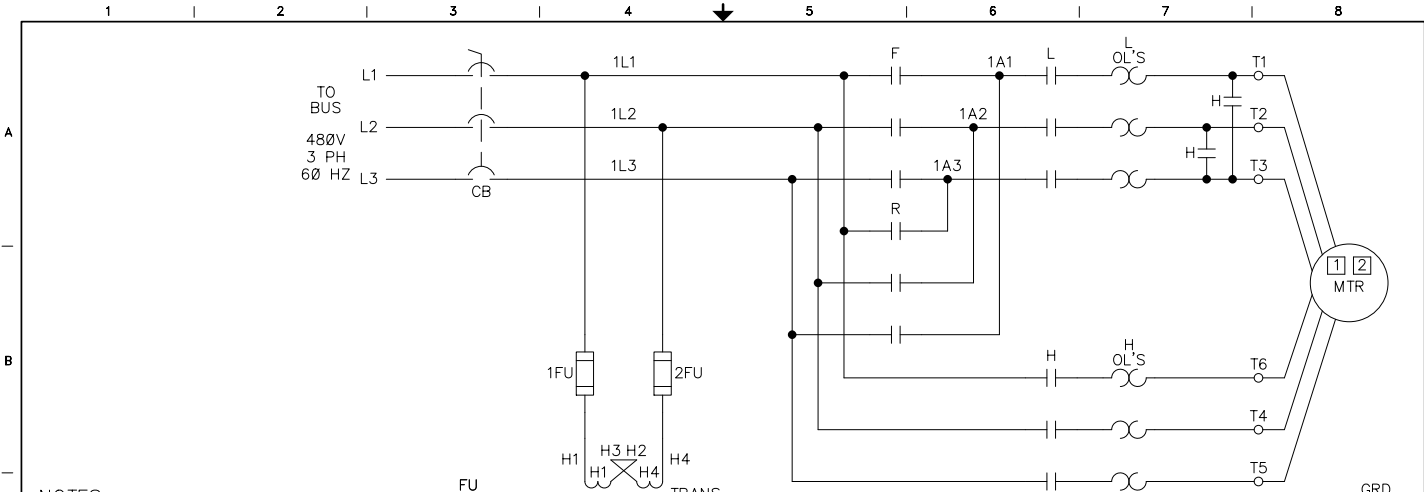 1 2 3 4 5 6 7 8
A
B
L1
TO
BUS
L2
480V
3 PH
60 HZ
L3
CB
1L1
1L2
1L3
F
R
1A1
1A2
1A3
L
L
OL'S
H
H
T1
T2
T3
1 2
MTR
1FU
2FU
H
H
OL'S
T6
T4
T5
H1
H3 H2
H4
H1
H4
FU